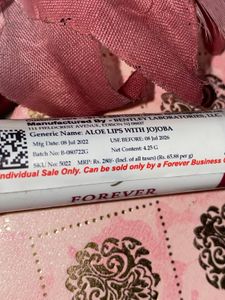 Manufactured By - BENTLEY LABORATORIES, LLC
111 FIELDCREST AVENUE, EDISON NJ 08837
Generic Name: ALOE LIPS WITH JOJOBA
Mfg Date: 08 Jul 2022 USE BEFORE: 08 Jul 2026
Batch No: B-080722G Net Content: 4.25 G
SKU No: 5022 MRP: Rs. 280/- (Incl. of all taxes) (Rs. 65.88 per g)
Individual Sale Only. Can be sold only by a Forever Business
FOREVER